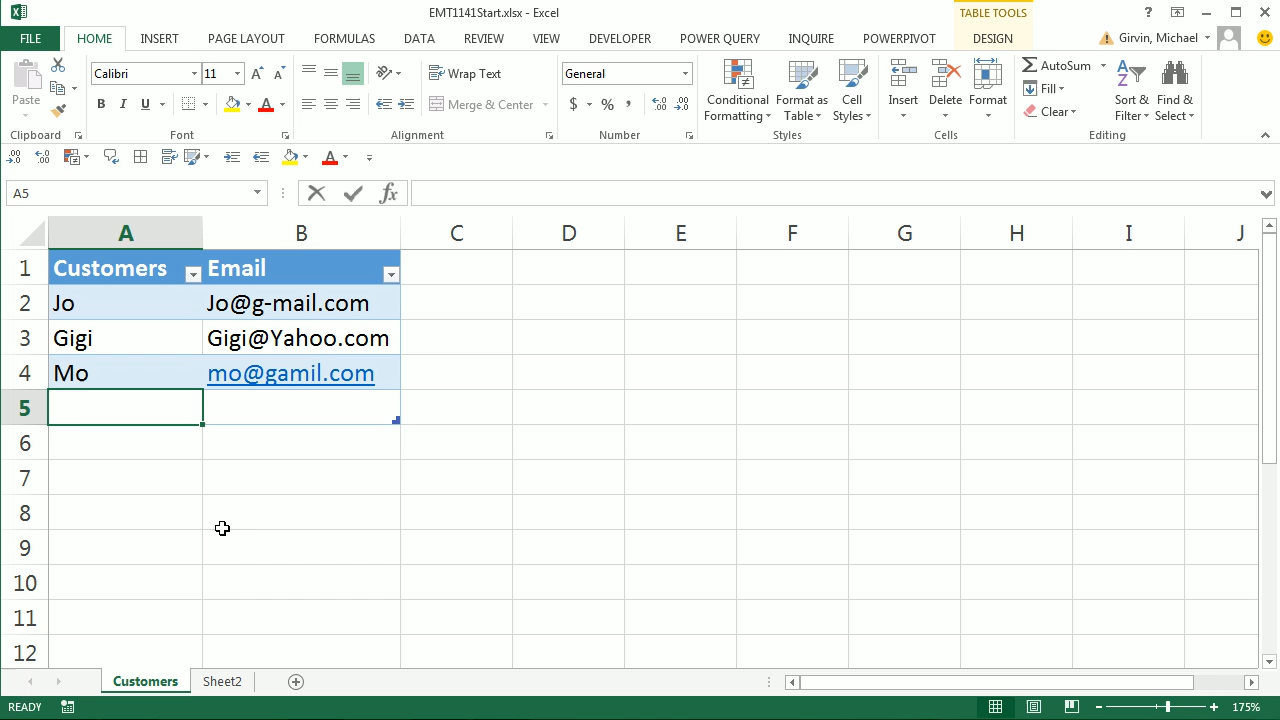 EMT1141Start.xlsx - Excel
TABLE TOOLS
?
FILE HOME INSERT PAGE LAYOUT FORMULAS DATA REVIEW VIEW DEVELOPER POWER QUERY INQUIRE POWERPIVOT DESIGN Girvin, Michael
Paste
Calibri 11
B I U
Wrap Text
Merge & Center
General
$ % ,
Conditional Formatting
Format as Table
Cell Styles
Insert
Delete
Format
AutoSum
Fill
Clear
Sort & Filter
Find & Select
Clipboard Font Alignment Number Styles Cells Editing
A5
fx
A B C D E F G H I J
1 Customers Email
2 Jo Jo@g-mail.com
3 Gigi Gigi@Yahoo.com
4 Mo mo@gamil.com
5
6
7
8
9
10
11
12
Customers Sheet2
READY 175%